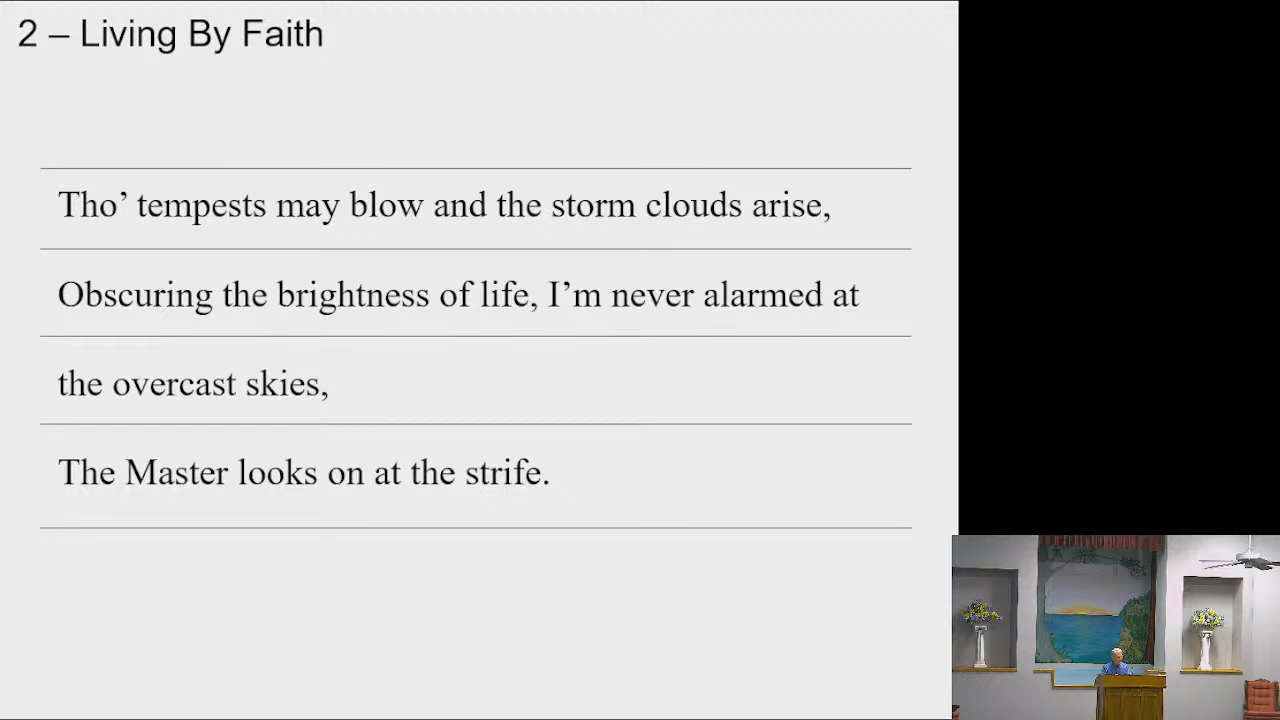 2 – Living By Faith
Tho’ tempests may blow and the storm clouds arise,
Obscuring the brightness of life, I’m never alarmed at
the overcast skies,
The Master looks on at the strife.